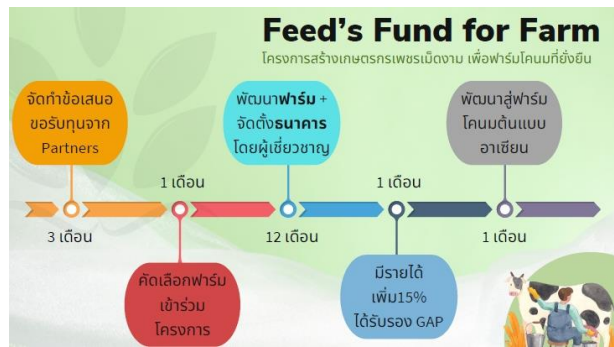 Feed's Fund for Farm
โครงการสร้างเกษตรกรเพชรเม็ดงาม เพื่อฟาร์มโคนมที่ยั่งยืน
จัดทำข้อเสนอ
ขอรับทุนจาก
Partners
3 เดือน
1 เดือน
คัดเลือกฟาร์ม
เข้าร่วม
โครงการ
พัฒนาฟาร์ม +
จัดตั้งธนาคาร
โดยผู้เชี่ยวชาญ
12 เดือน
1 เดือน
มีรายได้
เพิ่ม15%
ได้รับรอง GAP
พัฒนาสู่ฟาร์ม
โคนมต้นแบบ
อาเซียน
1 เดือน